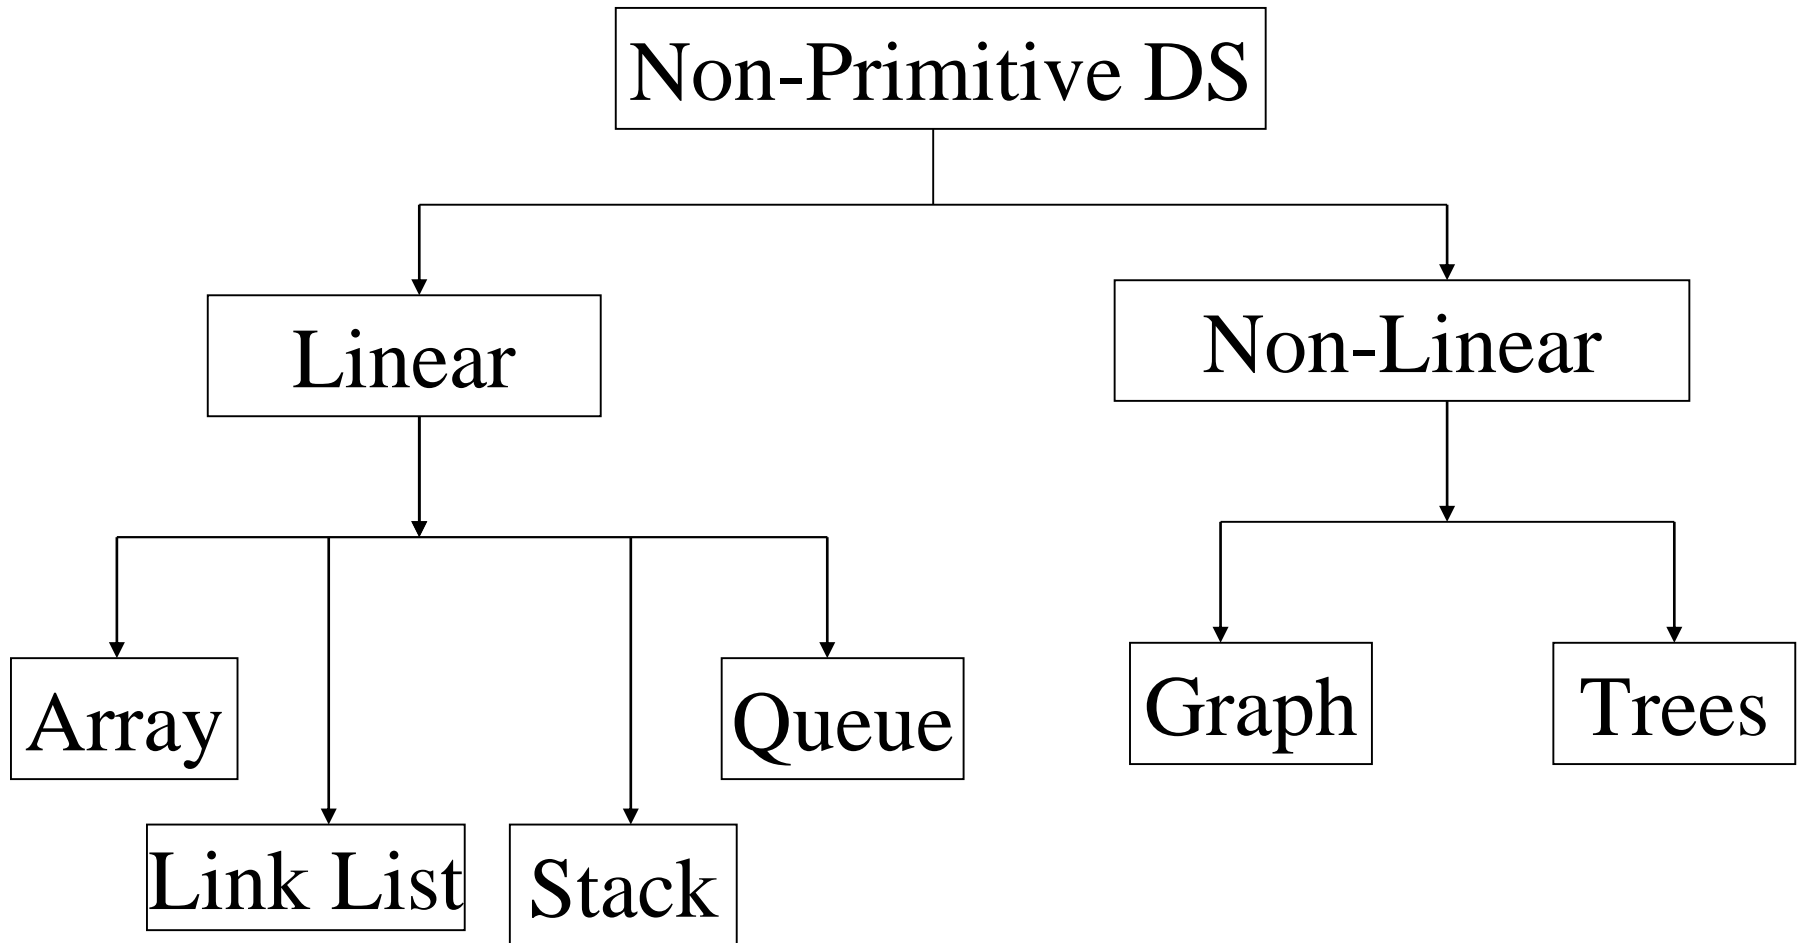 Non-Primitive DS
Linear
Non-Linear
Array
Queue
Graph
Trees
Link List
Stack